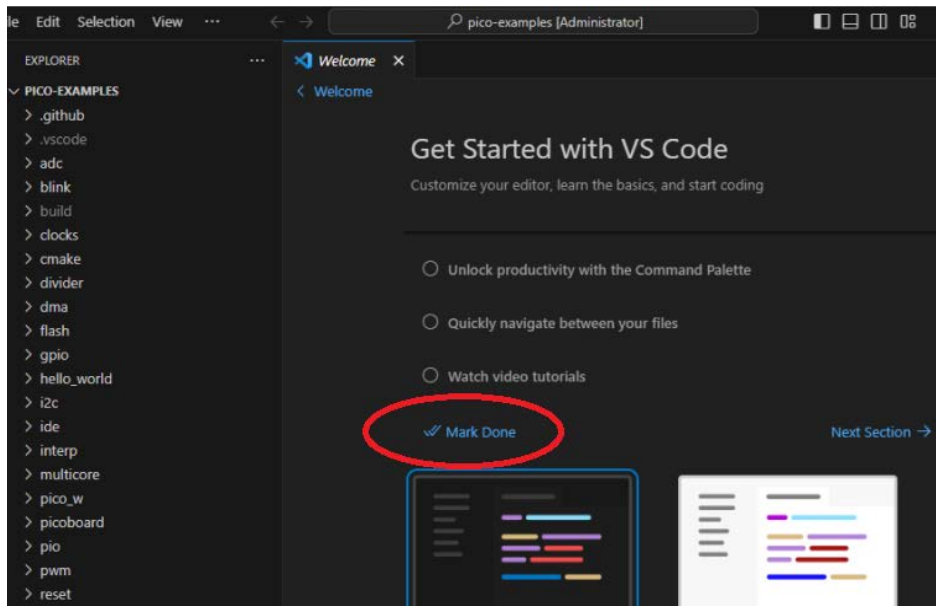 le Edit Selection View ··· ← → pico-examples [Administrator]
EXPLORER ···
PICO-EXAMPLES
.github
.vscode
adc
blink
build
clocks
cmake
divider
dma
flash
gpio
hello_world
i2c
ide
interp
multicore
pico_w
picoboard
pio
pwm
reset
Welcome ×
< Welcome
Get Started with VS Code
Customize your editor, learn the basics, and start coding
Unlock productivity with the Command Palette
Quickly navigate between your files
Watch video tutorials
Mark Done
Next Section →